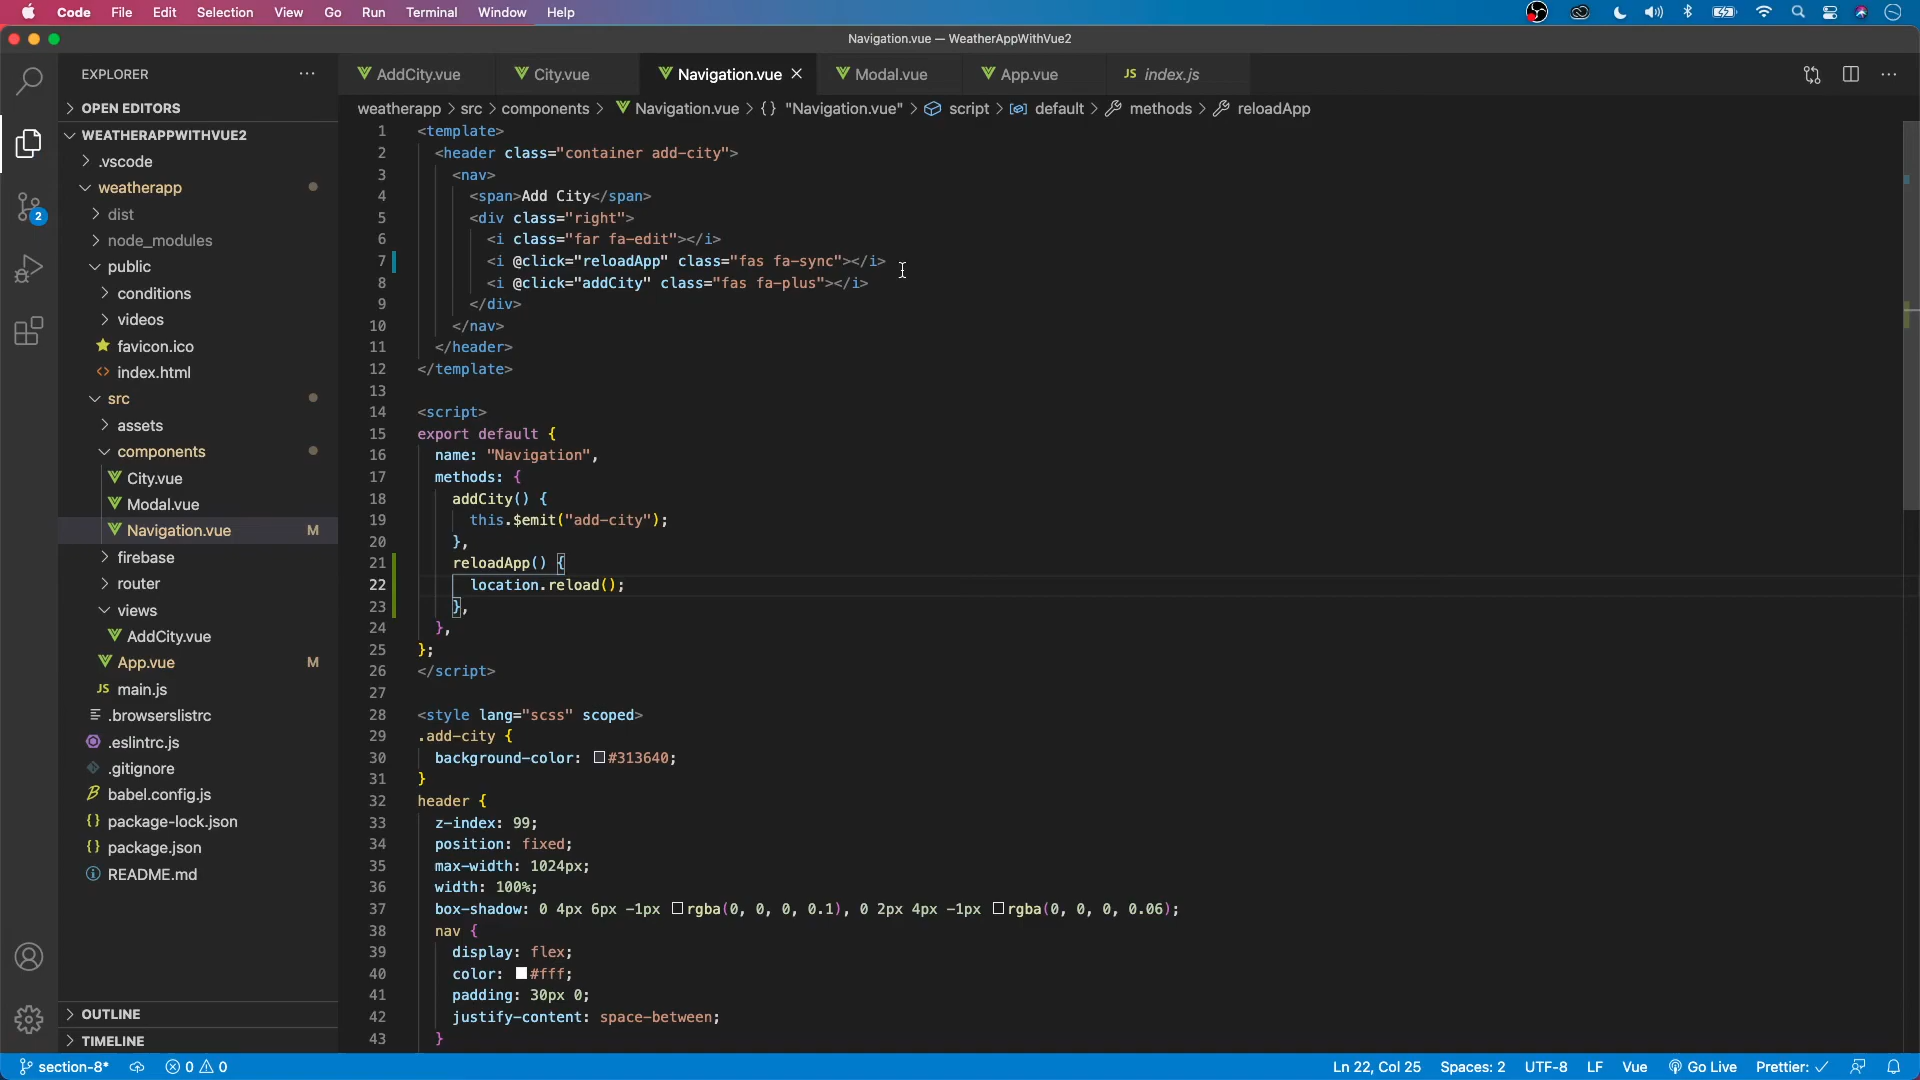 Code File Edit Selection View Go Run Terminal Window Help
Navigation.vue — WeatherAppWithVue2
EXPLORER
OPEN EDITORS
WEATHERAPPWITHVUE2
.vscode
weatherapp
dist
node_modules
public
conditions
videos
favicon.ico
index.html
src
assets
components
City.vue
Modal.vue
Navigation.vue M
firebase
router
views
AddCity.vue
App.vue M
main.js
.browserslistrc
.eslintrc.js
.gitignore
babel.config.js
package-lock.json
package.json
README.md
OUTLINE
TIMELINE
2
AddCity.vue City.vue Navigation.vue Modal.vue App.vue JS index.js
weatherapp > src > components > Navigation.vue > {} "Navigation.vue" > script > default > methods > reloadApp
1 <template>
2 <header class="container add-city">
3 <nav>
4 <span>Add City</span>
5 <div class="right">
6 <i class="far fa-edit"></i>
7 <i @click="reloadApp" class="fas fa-sync"></i>
8 <i @click="addCity" class="fas fa-plus"></i>
9 </div>
10 </nav>
11 </header>
12 </template>
13
14 <script>
15 export default {
16 name: "Navigation",
17 methods: {
18 addCity() {
19 this.$emit("add-city");
20 },
21 reloadApp() {
22 location.reload();
23 },
24 },
25 };
26 </script>
27
28 <style lang="scss" scoped>
29 .add-city {
30 background-color: #313640;
31 }
32 header {
33 z-index: 99;
34 position: fixed;
35 max-width: 1024px;
36 width: 100%;
37 box-shadow: 0 4px 6px -1px rgba(0, 0, 0, 0.1), 0 2px 4px -1px rgba(0, 0, 0, 0.06);
38 nav {
39 display: flex;
40 color: #fff;
41 padding: 30px 0;
42 justify-content: space-between;
43 }
section-8* 0 0 Ln 22, Col 25 Spaces: 2 UTF-8 LF Vue Go Live Prettier: ✓